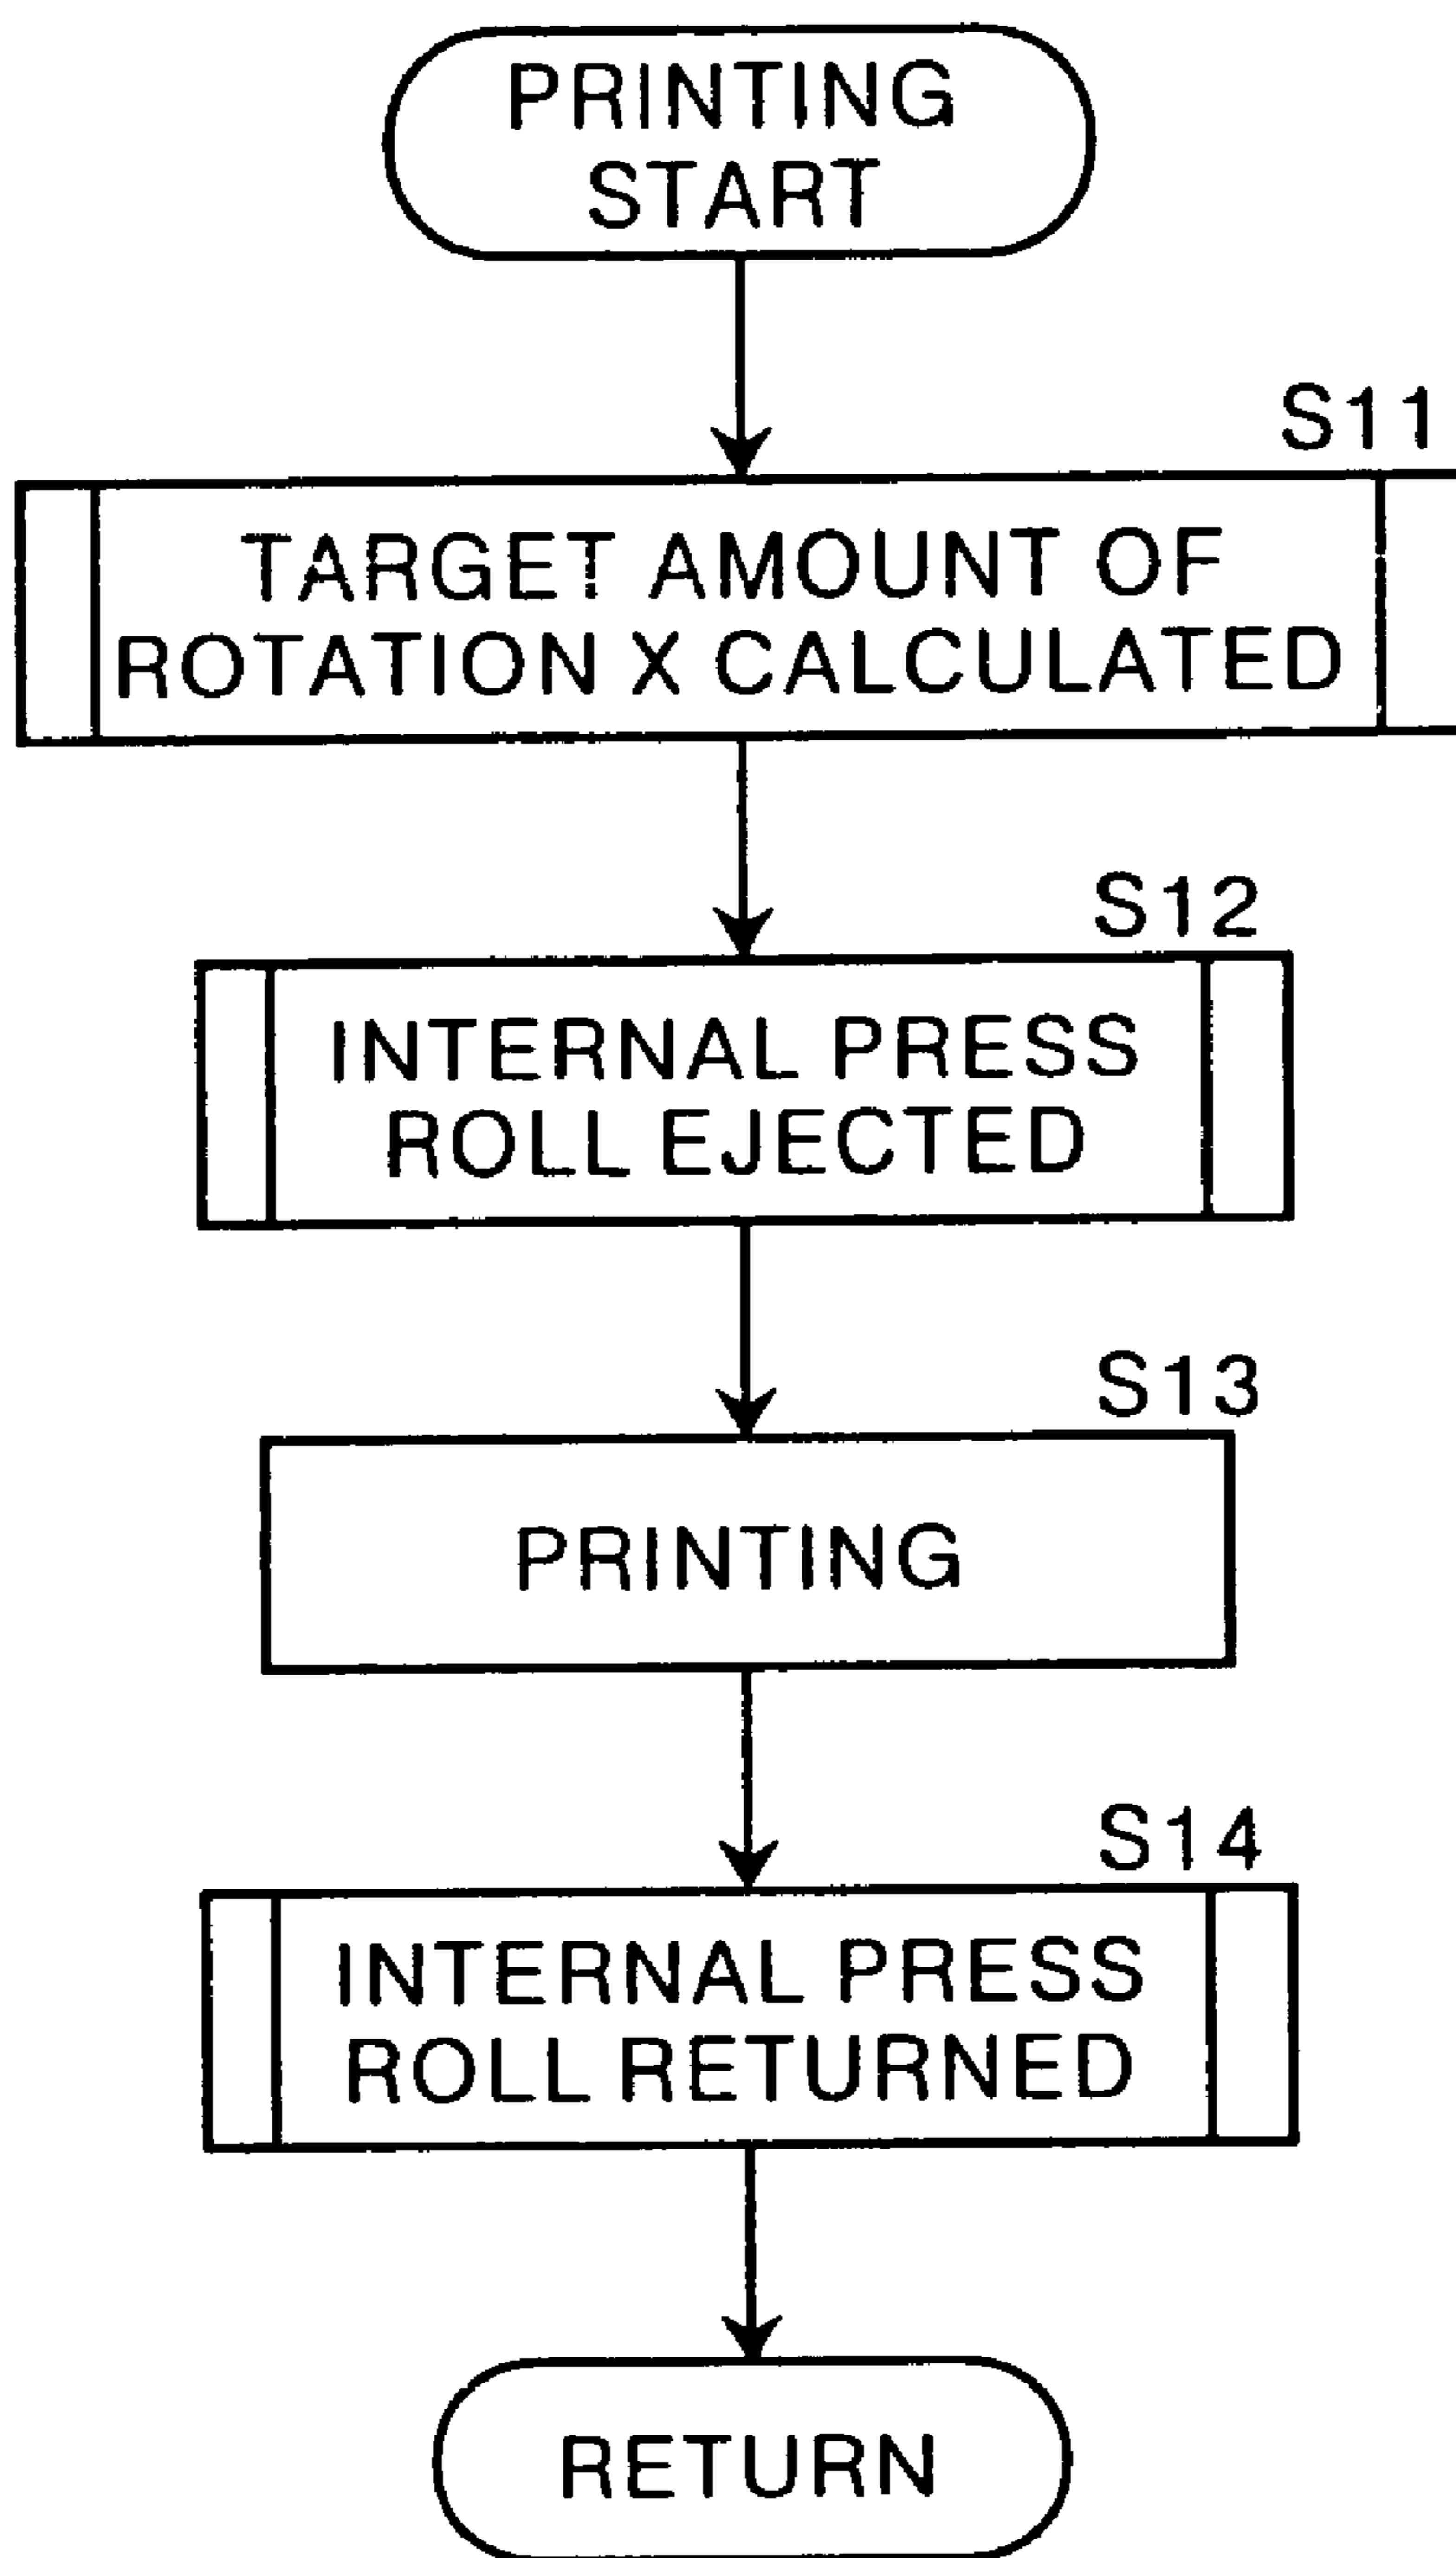 PRINTING
START
S11
TARGET AMOUNT OF
ROTATION X CALCULATED
S12
INTERNAL PRESS
ROLL EJECTED
S13
PRINTING
S14
INTERNAL PRESS
ROLL RETURNED
RETURN